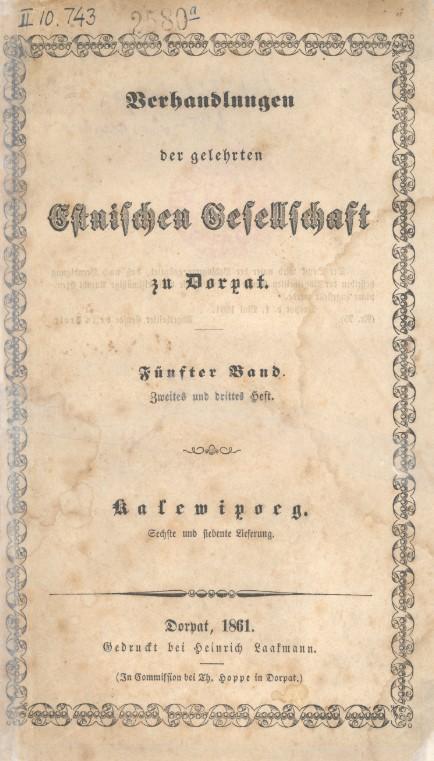 II 10. 743
2580a
Verhandlungen
der gelehrten
Estnischen Gesellschaft
zu Dorpat.
Fünfter Band.
Zweites und drittes Heft.
Kalewipoeg.
Sechste und siebente Lieferung.
Dorpat, 1861.
Gedruckt bei Heinrich Laakmann.
(In Commission bei Th. Hoppe in Dorpat.)